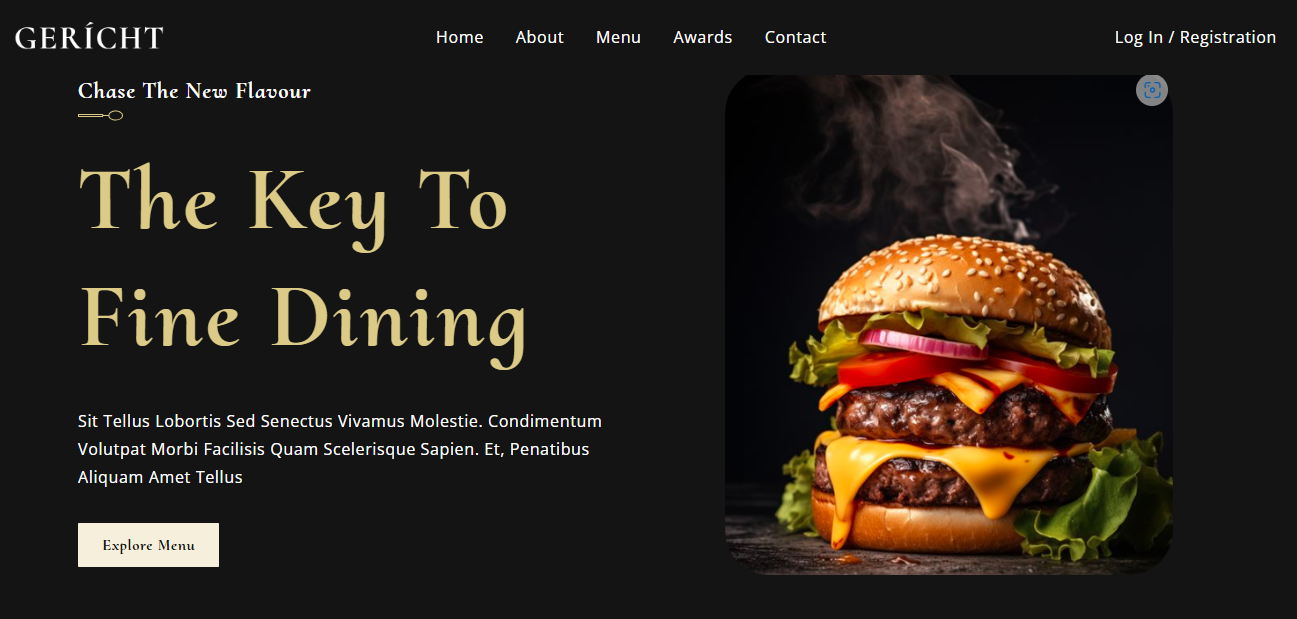 GERÍCHT
Home About Menu Awards Contact
Log In / Registration
Chase The New Flavour
The Key To
Fine Dining
Sit Tellus Lobortis Sed Senectus Vivamus Molestie. Condimentum
Volutpat Morbi Facilisis Quam Scelerisque Sapien. Et, Penatibus
Aliquam Amet Tellus
Explore Menu